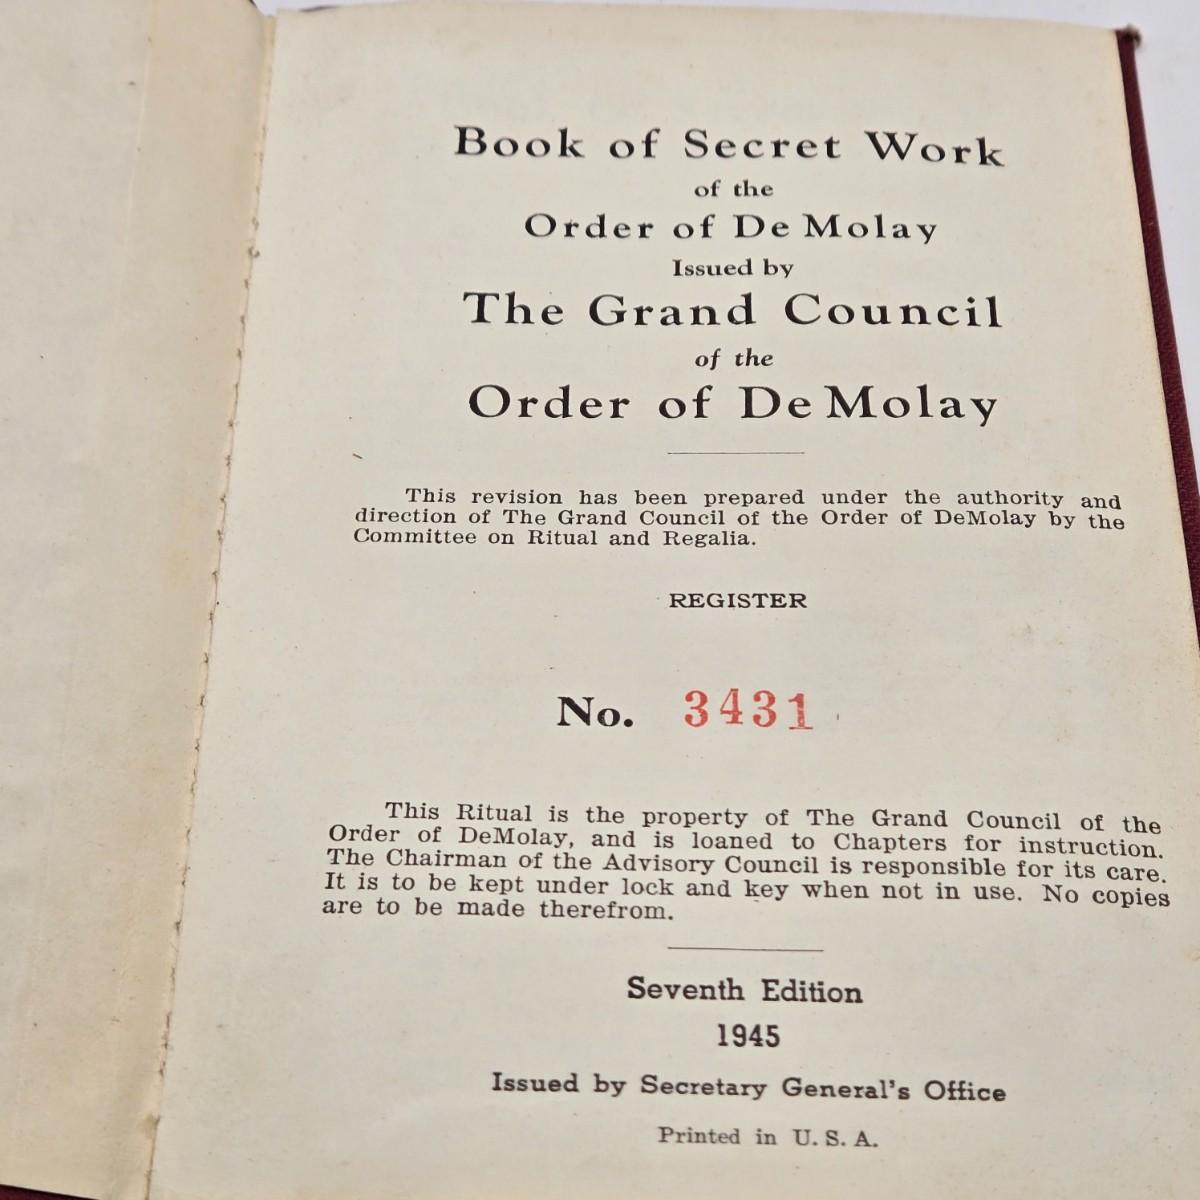 Book of Secret Work
of the
Order of De Molay
Issued by
The Grand Council
of the
Order of De Molay
This revision has been prepared under the authority and
direction of The Grand Council of the Order of DeMolay by the
Committee on Ritual and Regalia.
REGISTER
No. 3431
This Ritual is the property of The Grand Council of the
Order of DeMolay, and is loaned to Chapters for instruction.
The Chairman of the Advisory Council is responsible for its care.
It is to be kept under lock and key when not in use. No copies
are to be made therefrom.
Seventh Edition
1945
Issued by Secretary General's Office
Printed in U. S. A.